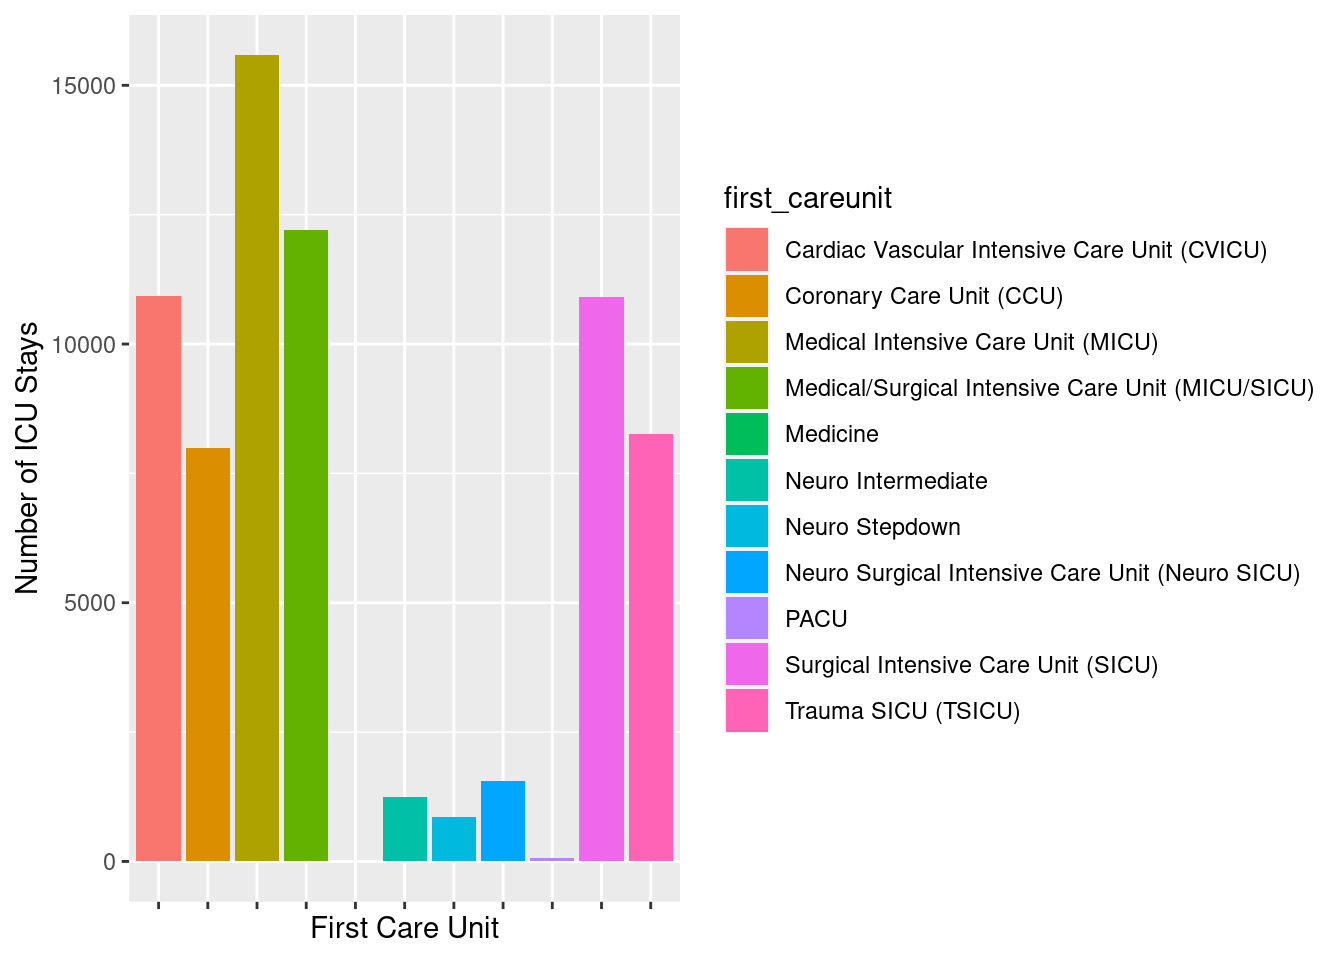 15000
10000
5000
0
Number of ICU Stays
First Care Unit
first_careunit
Cardiac Vascular Intensive Care Unit (CVICU)
Coronary Care Unit (CCU)
Medical Intensive Care Unit (MICU)
Medical/Surgical Intensive Care Unit (MICU/SICU)
Medicine
Neuro Intermediate
Neuro Stepdown
Neuro Surgical Intensive Care Unit (Neuro SICU)
PACU
Surgical Intensive Care Unit (SICU)
Trauma SICU (TSICU)